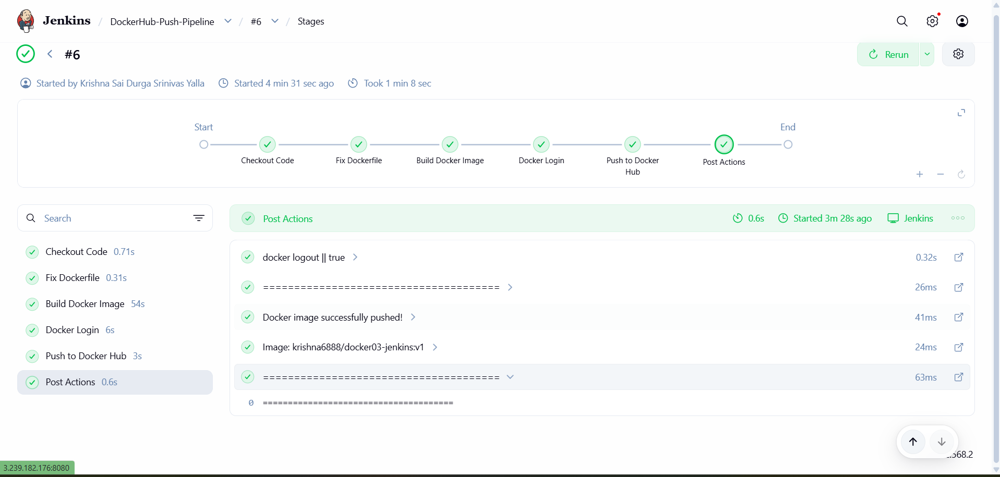 Jenkins / DockerHub-Push-Pipeline / #6 / Stages
#6
Rerun
Started by Krishna Sai Durga Srinivas Yalla Started 4 min 31 sec ago Took 1 min 8 sec
Start End
Checkout Code Fix Dockerfile Build Docker Image Docker Login Push to Docker Hub Post Actions
Search
Checkout Code 0.71s
Fix Dockerfile 0.31s
Build Docker Image 54s
Docker Login 6s
Push to Docker Hub 3s
Post Actions 0.6s
Post Actions 0.6s Started 3m 28s ago Jenkins
docker logout || true 0.32s
====================================== 26ms
Docker image successfully pushed! 41ms
Image: krishna6888/docker03-jenkins:v1 24ms
====================================== 63ms
0 ======================================
.568.2
3.239.182.176:8080